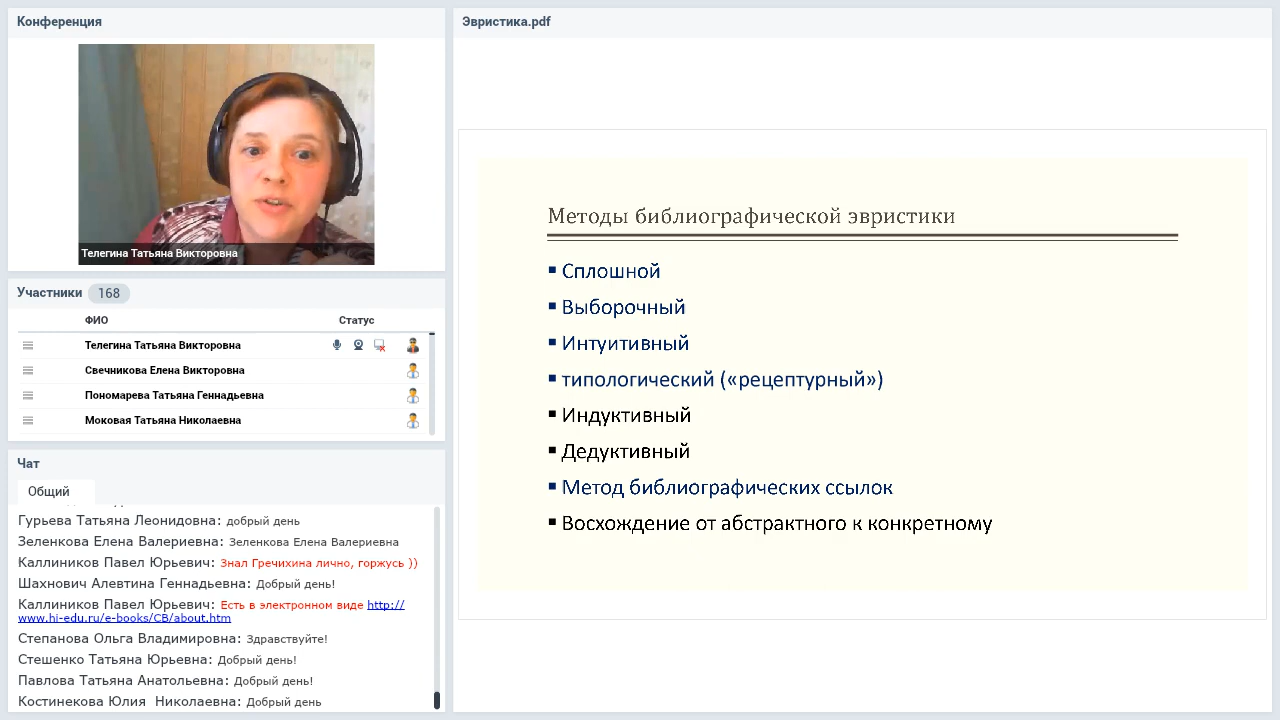 Конференция
Телегина Татьяна Викторовна
Участники 168
ФИО Статус
Телегина Татьяна Викторовна
Свечникова Елена Викторовна
Пономарева Татьяна Геннадьевна
Моковая Татьяна Николаевна
Чат
Общий
Гурьева Татьяна Леонидовна: добрый день
Зеленкова Елена Валериевна: Зеленкова Елена Валериевна
Каллиников Павел Юрьевич: Знал Гречихина лично, горжусь ))
Шахнович Алевтина Геннадьевна: Добрый день!
Каллиников Павел Юрьевич: Есть в электронном виде http://
www.hi-edu.ru/e-books/CB/about.htm
Степанова Ольга Владимировна: Здравствуйте!
Стешенко Татьяна Юрьевна: Добрый день!
Павлова Татьяна Анатольевна: Добрый день!
Костинекова Юлия Николаевна: Добрый день
Эвристика.pdf
Методы библиографической эвристики
▪ Сплошной
▪ Выборочный
▪ Интуитивный
▪ типологический («рецептурный»)
▪ Индуктивный
▪ Дедуктивный
▪ Метод библиографических ссылок
▪ Восхождение от абстрактного к конкретному